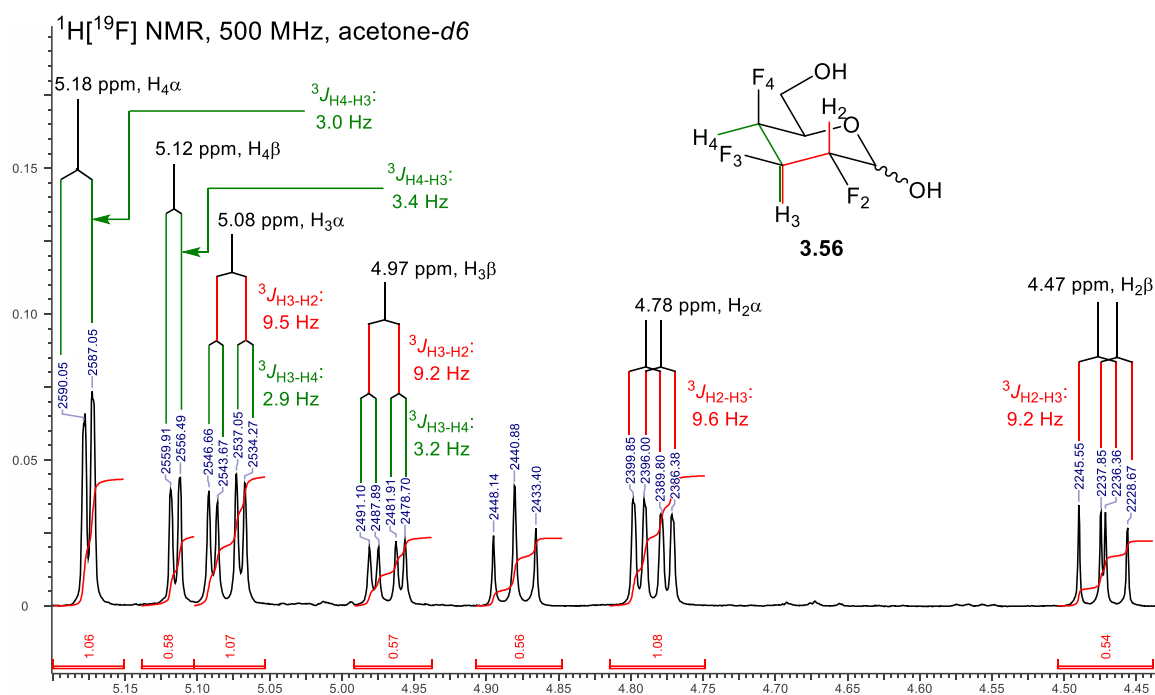 ¹H[¹⁹F] NMR, 500 MHz, acetone-d6
5.18 ppm, H₄α
³J_H4-H3:
3.0 Hz
5.12 ppm, H₄β
³J_H4-H3:
3.4 Hz
5.08 ppm, H₃α
³J_H3-H2:
9.5 Hz
³J_H3-H4:
2.9 Hz
4.97 ppm, H₃β
³J_H3-H2:
9.2 Hz
³J_H3-H4:
3.2 Hz
4.78 ppm, H₂α
³J_H2-H3:
9.6 Hz
4.47 ppm, H₂β
³J_H2-H3:
9.2 Hz
F₄
OH
H₂
O
H₄
F₃
F₂
OH
H₃
3.56
2590.05
2587.05
2559.91
2556.49
2546.66
2543.67
2537.05
2534.27
2491.10
2487.89
2481.91
2478.70
2448.14
2440.88
2433.40
2399.85
2396.00
2389.80
2386.38
2245.55
2237.85
2236.36
2228.67
0.15
0.10
0.05
0
1.06
0.58
1.07
0.57
0.56
1.08
0.54
5.15
5.10
5.05
5.00
4.95
4.90
4.85
4.80
4.75
4.70
4.65
4.60
4.55
4.50
4.45